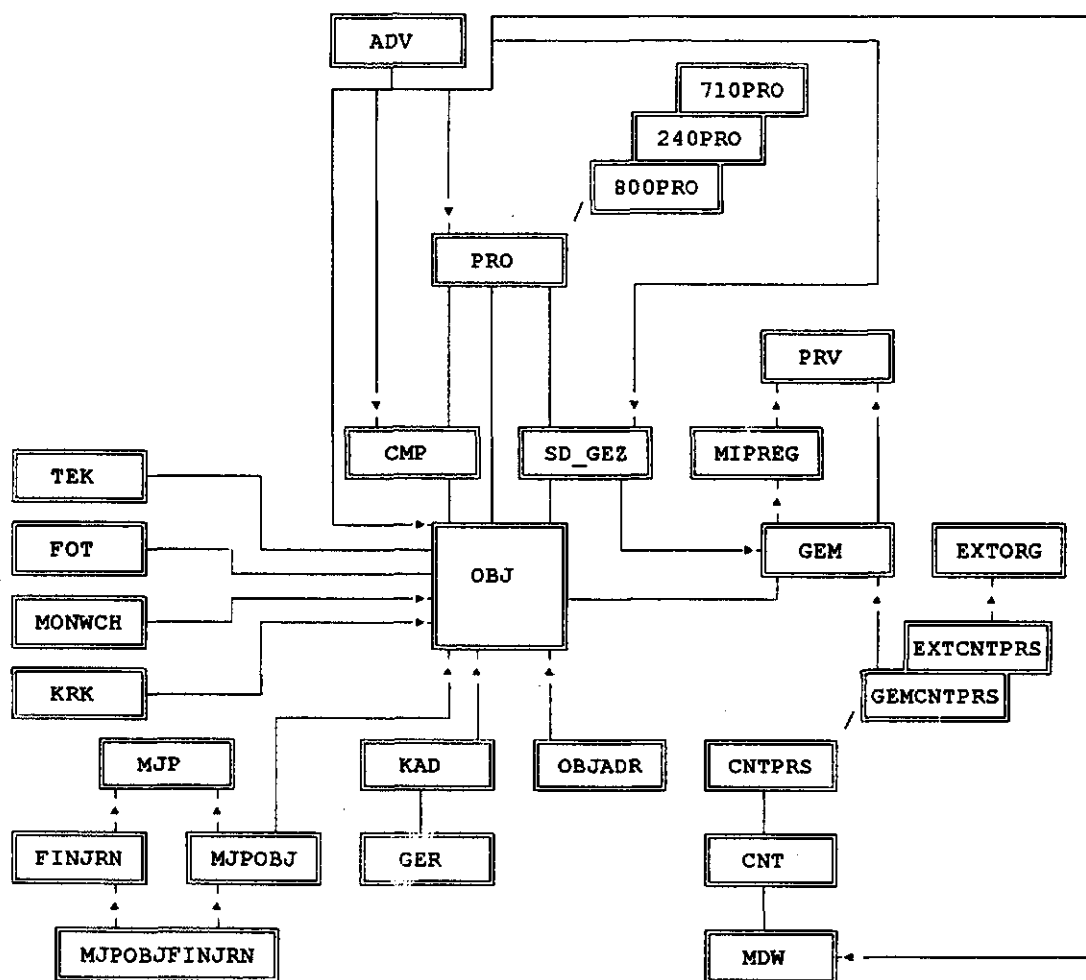 ADV
710PRO
240PRO
800PRO
PRO
PRV
CMP
SD_GEZ
MIPREG
TEK
FOT
OBJ
GEM
EXTORG
MONWCH
EXTCNTPRS
KRK
GEMCNTPRS
MJP
KAD
OBJADR
CNTPRS
FINJRN
MJPOBJ
GER
CNT
MJPOBJFINJRN
MDW